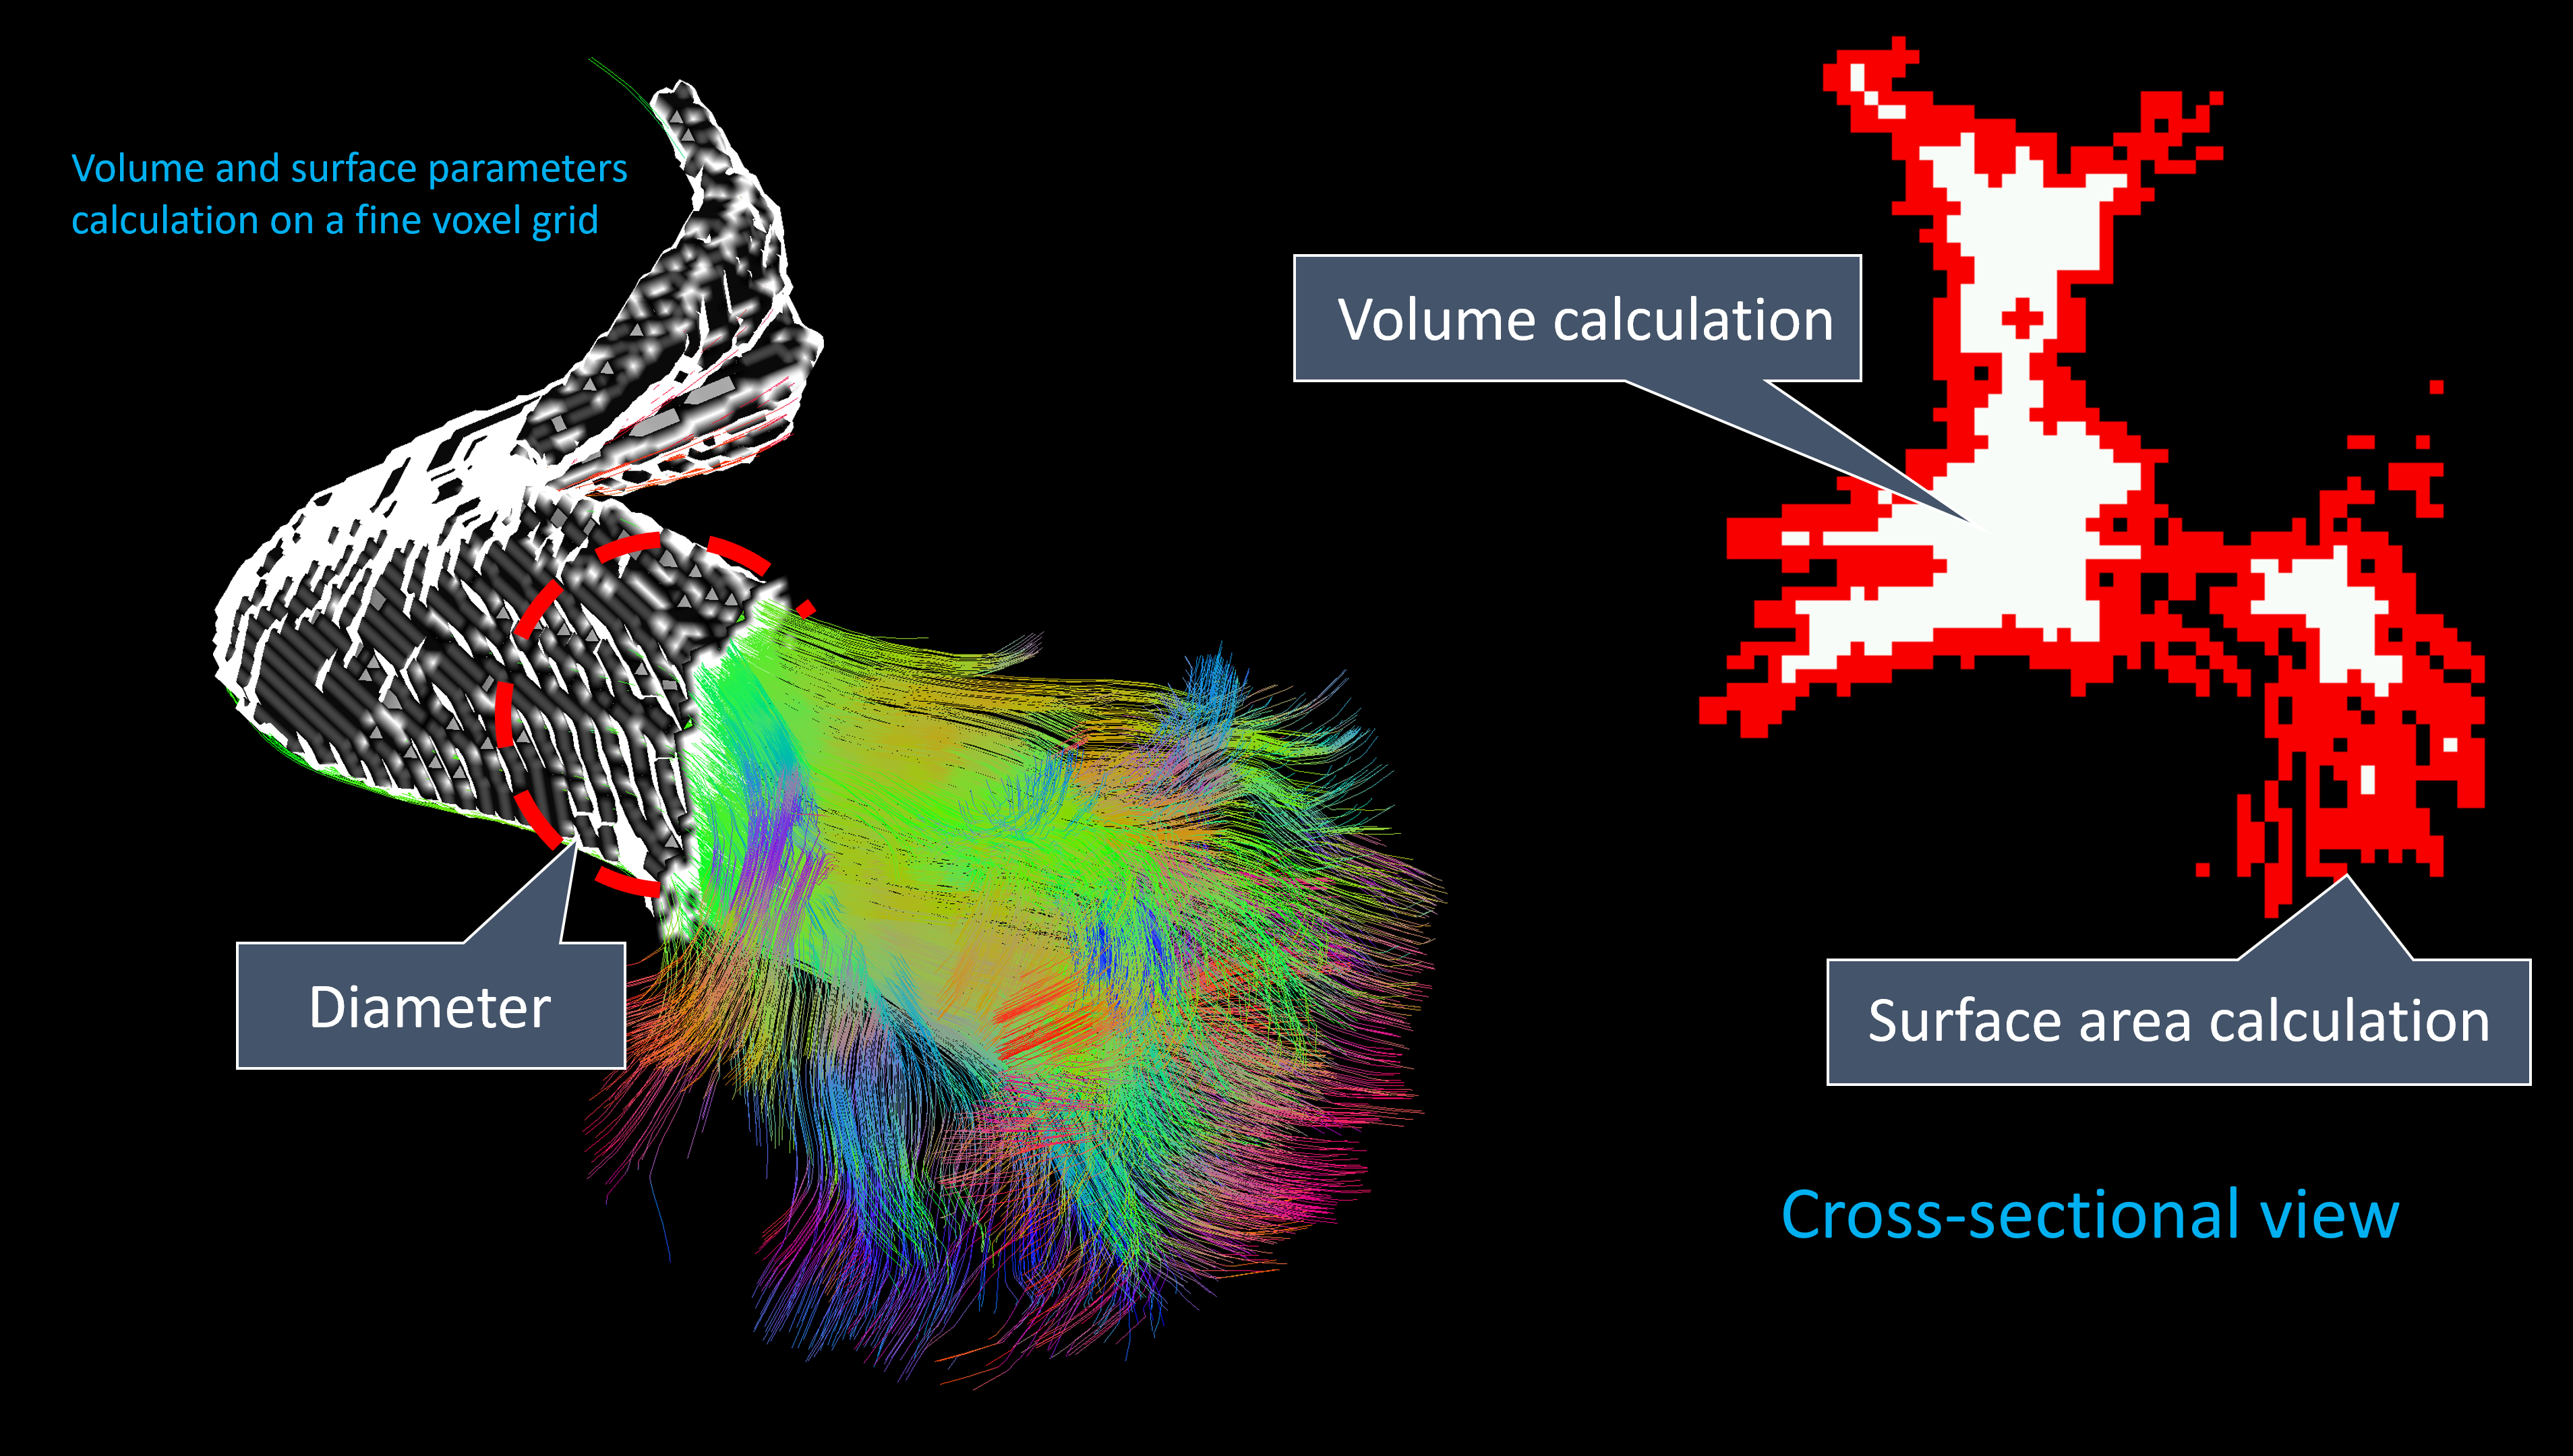 Volume and surface parameters
calculation on a fine voxel grid
Volume calculation
Diameter
Surface area calculation
Cross-sectional view